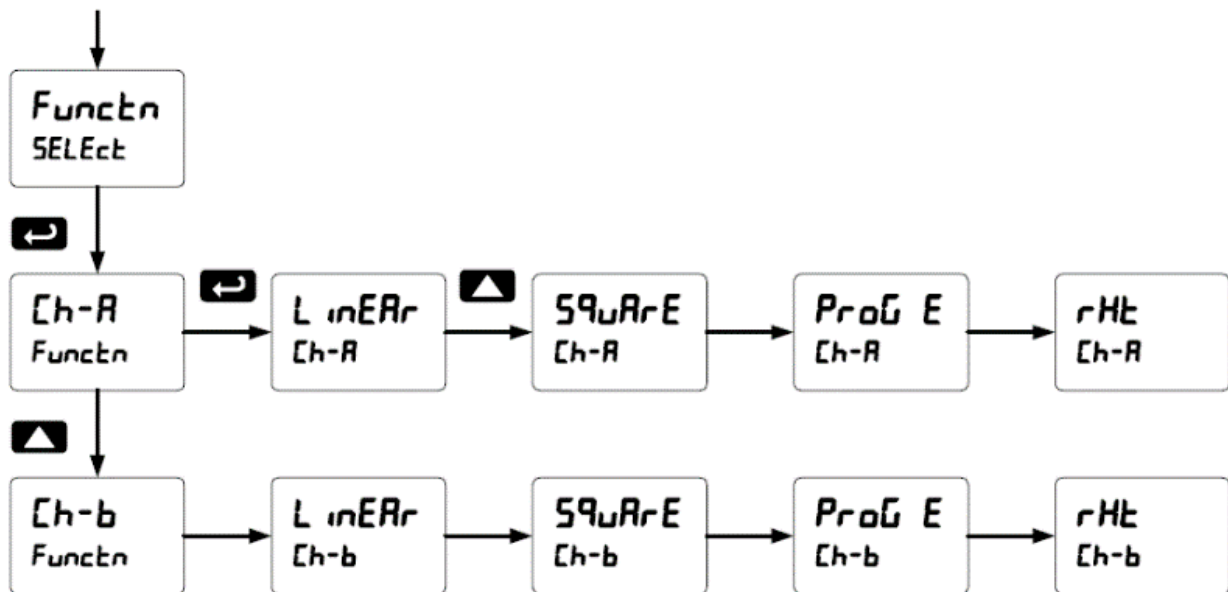 Functn
SELEct
Ch-A
Functn
LinEAr
Ch-A
SquArE
Ch-A
ProG E
Ch-A
rHt
Ch-A
Ch-b
Functn
LinEAr
Ch-b
SquArE
Ch-b
ProG E
Ch-b
rHt
Ch-b